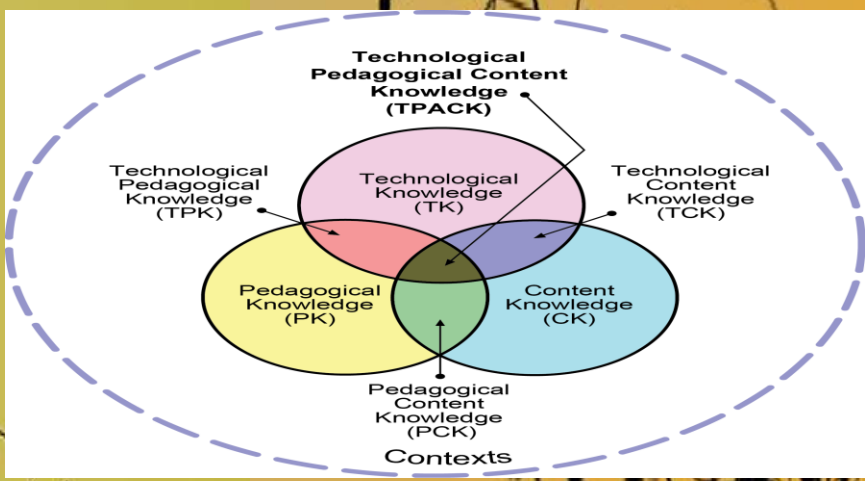 Technological
Pedagogical Content
Knowledge
(TPACK)
Technological
Pedagogical
Knowledge
(TPK)
Technological
Knowledge
(TK)
Technological
Content
Knowledge
(TCK)
Pedagogical
Knowledge
(PK)
Content
Knowledge
(CK)
Pedagogical
Content
Knowledge
(PCK)
Contexts